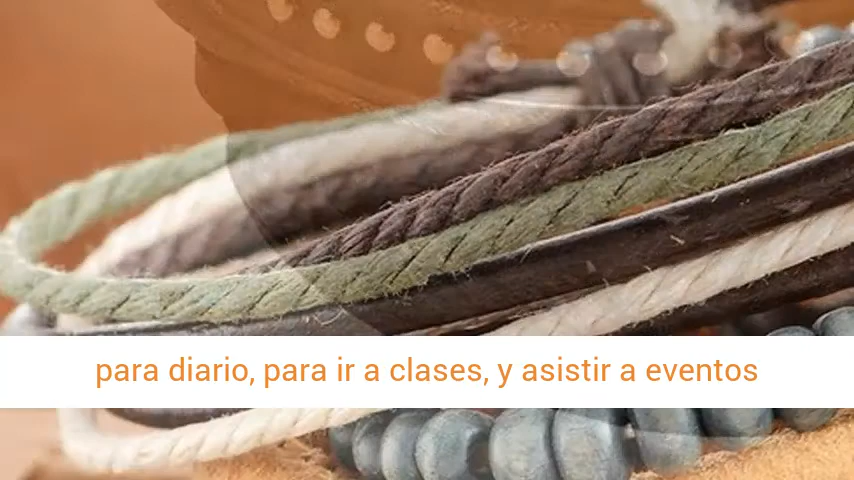 para diario, para ir a clases, y asistir a eventos